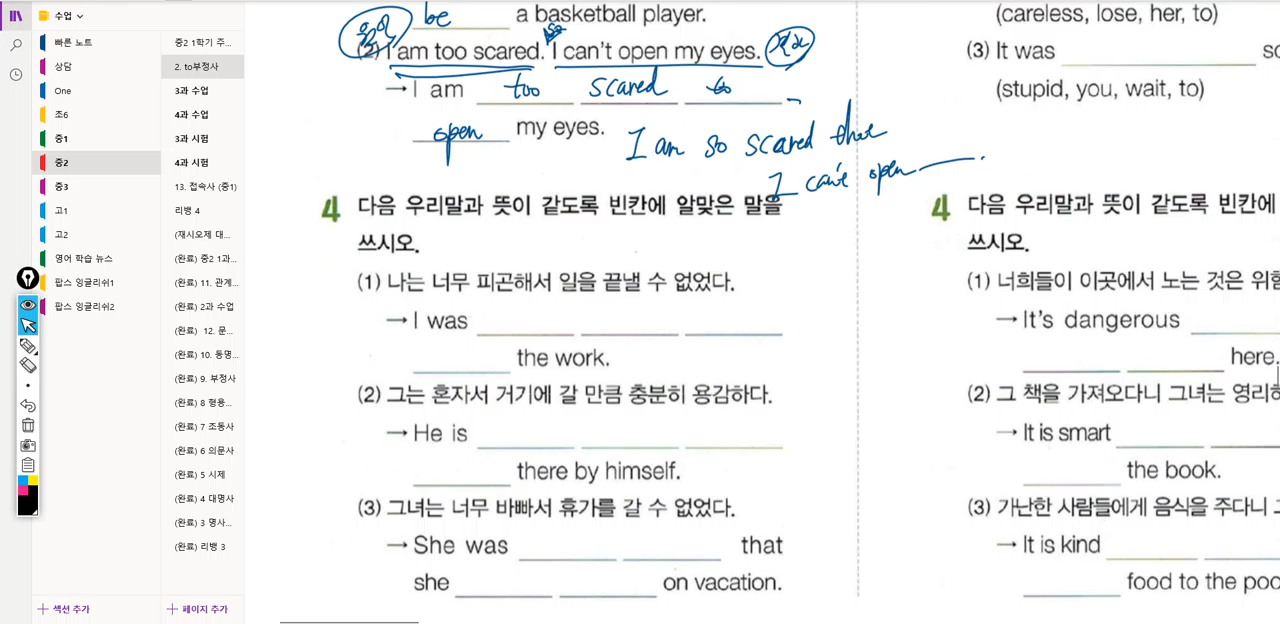 수업
빠른 노트
상담
One
초6
중1
중2
중3
고1
고2
영어 학습 뉴스
팝스 잉글리쉬1
팝스 잉글리쉬2
섹션 추가
중2 1학기 주...
2. to부정사
3과 수업
4과 수업
3과 시험
4과 시험
13. 접속사 (중1)
리뱅 4
(재시오제 대...
(완료) 중2 1과...
(완료) 11. 관계...
(완료) 2과 수업
(완료) 12. 문...
(완료) 10. 동명...
(완료) 9. 부정사
(완료) 8 형용...
(완료) 7 조동사
(완료) 6 의문사
(완료) 5 시제
(완료) 4 대명사
(완료) 3 명사...
(완료) 리뱅 3
페이지 추가
be a basketball player.
(2) I am too scared. so I can't open my eyes.
→ I am too scared to
open my eyes.
I am so scared that
I can't open
4 다음 우리말과 뜻이 같도록 빈칸에 알맞은 말을
쓰시오.
(1) 나는 너무 피곤해서 일을 끝낼 수 없었다.
→ I was
the work.
(2) 그는 혼자서 거기에 갈 만큼 충분히 용감하다.
→ He is
there by himself.
(3) 그녀는 너무 바빠서 휴가를 갈 수 없었다.
→ She was that
she on vacation.
(careless, lose, her, to)
(3) It was so
(stupid, you, wait, to)
4 다음 우리말과 뜻이 같도록 빈칸에
쓰시오.
(1) 너희들이 이곳에서 노는 것은 위험
→ It's dangerous
here.
(2) 그 책을 가져오다니 그녀는 영리하
→ It is smart
the book.
(3) 가난한 사람들에게 음식을 주다니 그
→ It is kind
food to the poo